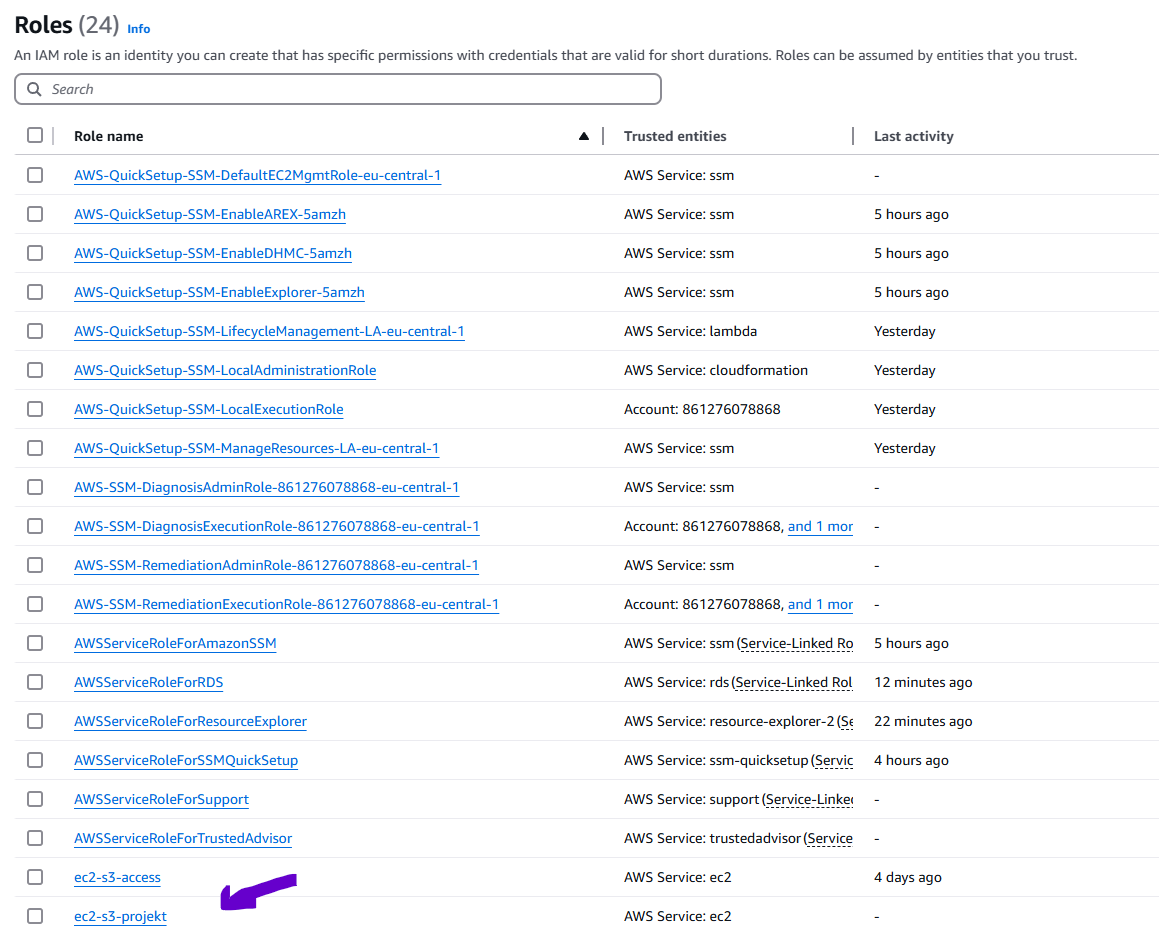 Roles (24) Info
An IAM role is an identity you can create that has specific permissions with credentials that are valid for short durations. Roles can be assumed by entities that you trust.
Search
Role name Trusted entities Last activity
AWS-QuickSetup-SSM-DefaultEC2MgmtRole-eu-central-1 AWS Service: ssm -
AWS-QuickSetup-SSM-EnableAREX-5amzh AWS Service: ssm 5 hours ago
AWS-QuickSetup-SSM-EnableDHMC-5amzh AWS Service: ssm 5 hours ago
AWS-QuickSetup-SSM-EnableExplorer-5amzh AWS Service: ssm 5 hours ago
AWS-QuickSetup-SSM-LifecycleManagement-LA-eu-central-1 AWS Service: lambda Yesterday
AWS-QuickSetup-SSM-LocalAdministrationRole AWS Service: cloudformation Yesterday
AWS-QuickSetup-SSM-LocalExecutionRole Account: 861276078868 Yesterday
AWS-QuickSetup-SSM-ManageResources-LA-eu-central-1 AWS Service: ssm Yesterday
AWS-SSM-DiagnosisAdminRole-861276078868-eu-central-1 AWS Service: ssm -
AWS-SSM-DiagnosisExecutionRole-861276078868-eu-central-1 Account: 861276078868, and 1 mor -
AWS-SSM-RemediationAdminRole-861276078868-eu-central-1 AWS Service: ssm -
AWS-SSM-RemediationExecutionRole-861276078868-eu-central-1 Account: 861276078868, and 1 mor -
AWSServiceRoleForAmazonSSM AWS Service: ssm (Service-Linked Ro 5 hours ago
AWSServiceRoleForRDS AWS Service: rds (Service-Linked Rol 12 minutes ago
AWSServiceRoleForResourceExplorer AWS Service: resource-explorer-2 (Se 22 minutes ago
AWSServiceRoleForSSMQuickSetup AWS Service: ssm-quicksetup (Servic 4 hours ago
AWSServiceRoleForSupport AWS Service: support (Service-Linked -
AWSServiceRoleForTrustedAdvisor AWS Service: trustedadvisor (Service -
ec2-s3-access AWS Service: ec2 4 days ago
ec2-s3-projekt AWS Service: ec2 -